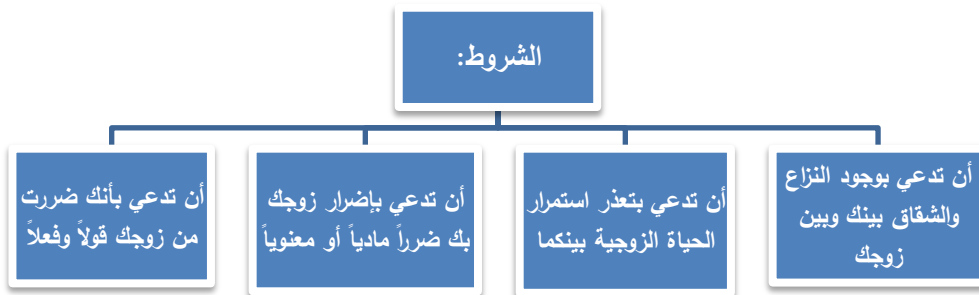 الشروط:
أن تدعي بوجود النزاع
والشقاق بينك وبين
زوجك
أن تدعي بتعذر استمرار
الحياة الزوجية بينكما
أن تدعي بإضرار زوجك
بك ضرراً مادياً أو معنوياً
أن تدعي بأنك ضررت
من زوجك قولاً وفعلاً